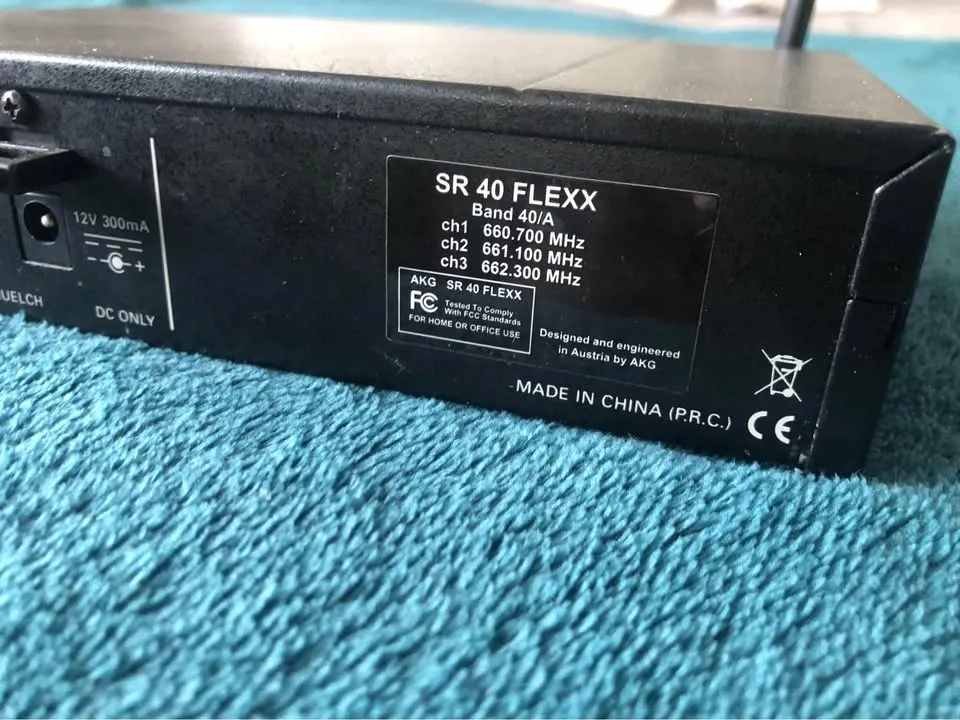 12V 300mA
DC ONLY
SR 40 FLEXX
Band 40/A
ch1 660.700 MHz
ch2 661.100 MHz
ch3 662.300 MHz
AKG SR 40 FLEXX
FC Tested To Comply
With FCC Standards
FOR HOME OR OFFICE USE
Designed and engineered
in Austria by AKG
MADE IN CHINA (P.R.C.)
CE